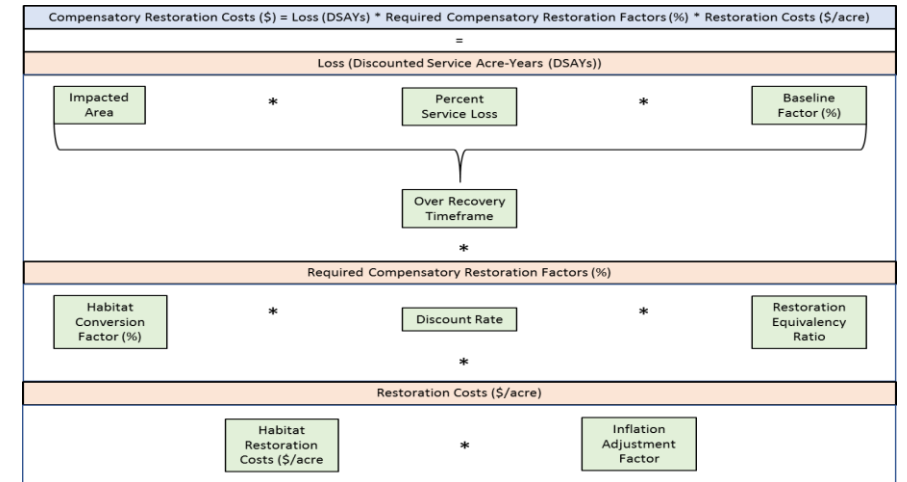 Compensatory Restoration Costs ($) = Loss (DSAYs) * Required Compensatory Restoration Factors (%) * Restoration Costs ($/acre)
=
Loss (Discounted Service Acre-Years (DSAYs))
Impacted
Area
*
Percent
Service Loss
*
Baseline
Factor (%)
Over Recovery
Timeframe
*
Required Compensatory Restoration Factors (%)
Habitat
Conversion
Factor (%)
*
Discount Rate
*
Restoration
Equivalency
Ratio
*
Restoration Costs ($/acre)
Habitat
Restoration
Costs ($/acre
*
Inflation
Adjustment
Factor